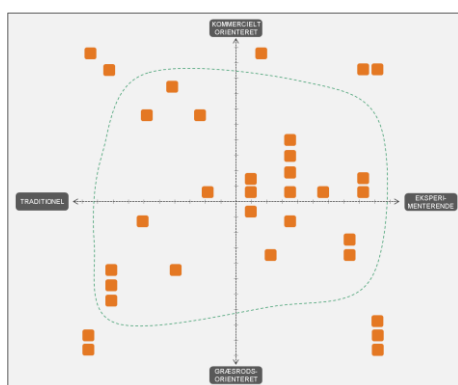 KOMMERCIELT
ORIENTERET
TRADITIONEL
EKSPERI-
MENTERENDE
GRÆSRODS-
ORIENTERET